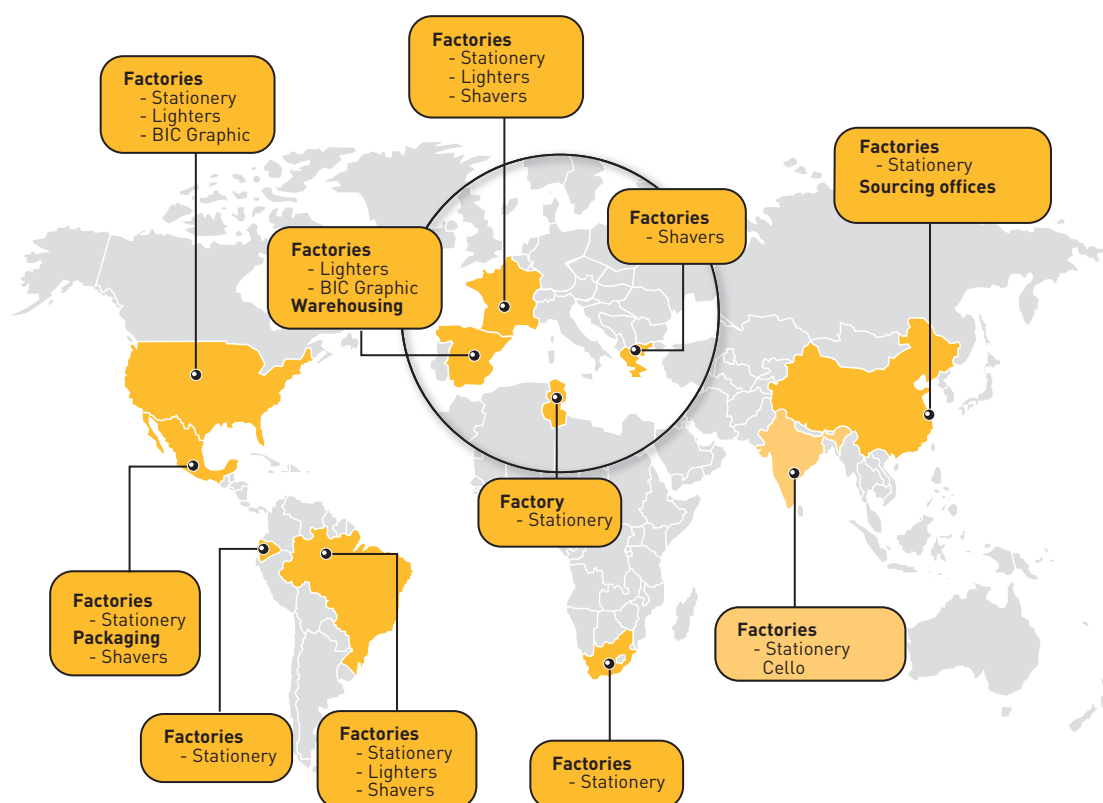 Factories
- Stationery
- Lighters
- BIC Graphic
Factories
- Stationery
- Lighters
- Shavers
Factories
- Stationery
Sourcing offices
Factories
- Lighters
- BIC Graphic
Warehousing
Factories
- Shavers
Factory
- Stationery
Factories
- Stationery
Packaging
- Shavers
Factories
- Stationery
Cello
Factories
- Stationery
Factories
- Stationery
- Lighters
- Shavers
Factories
- Stationery